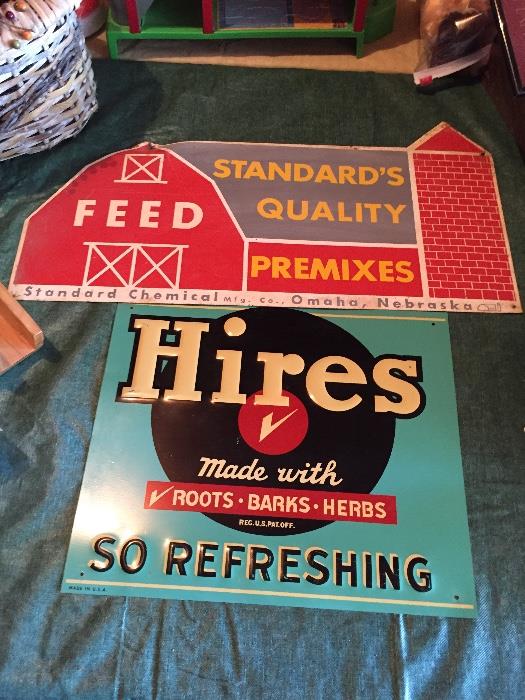 FEED
STANDARD'S
QUALITY
PREMIXES
Standard Chemical Mfg. Co., Omaha, Nebraska
Hires
Made with
ROOTS · BARKS · HERBS
REG. U.S. PAT. OFF.
SO REFRESHING
MADE IN U.S.A.